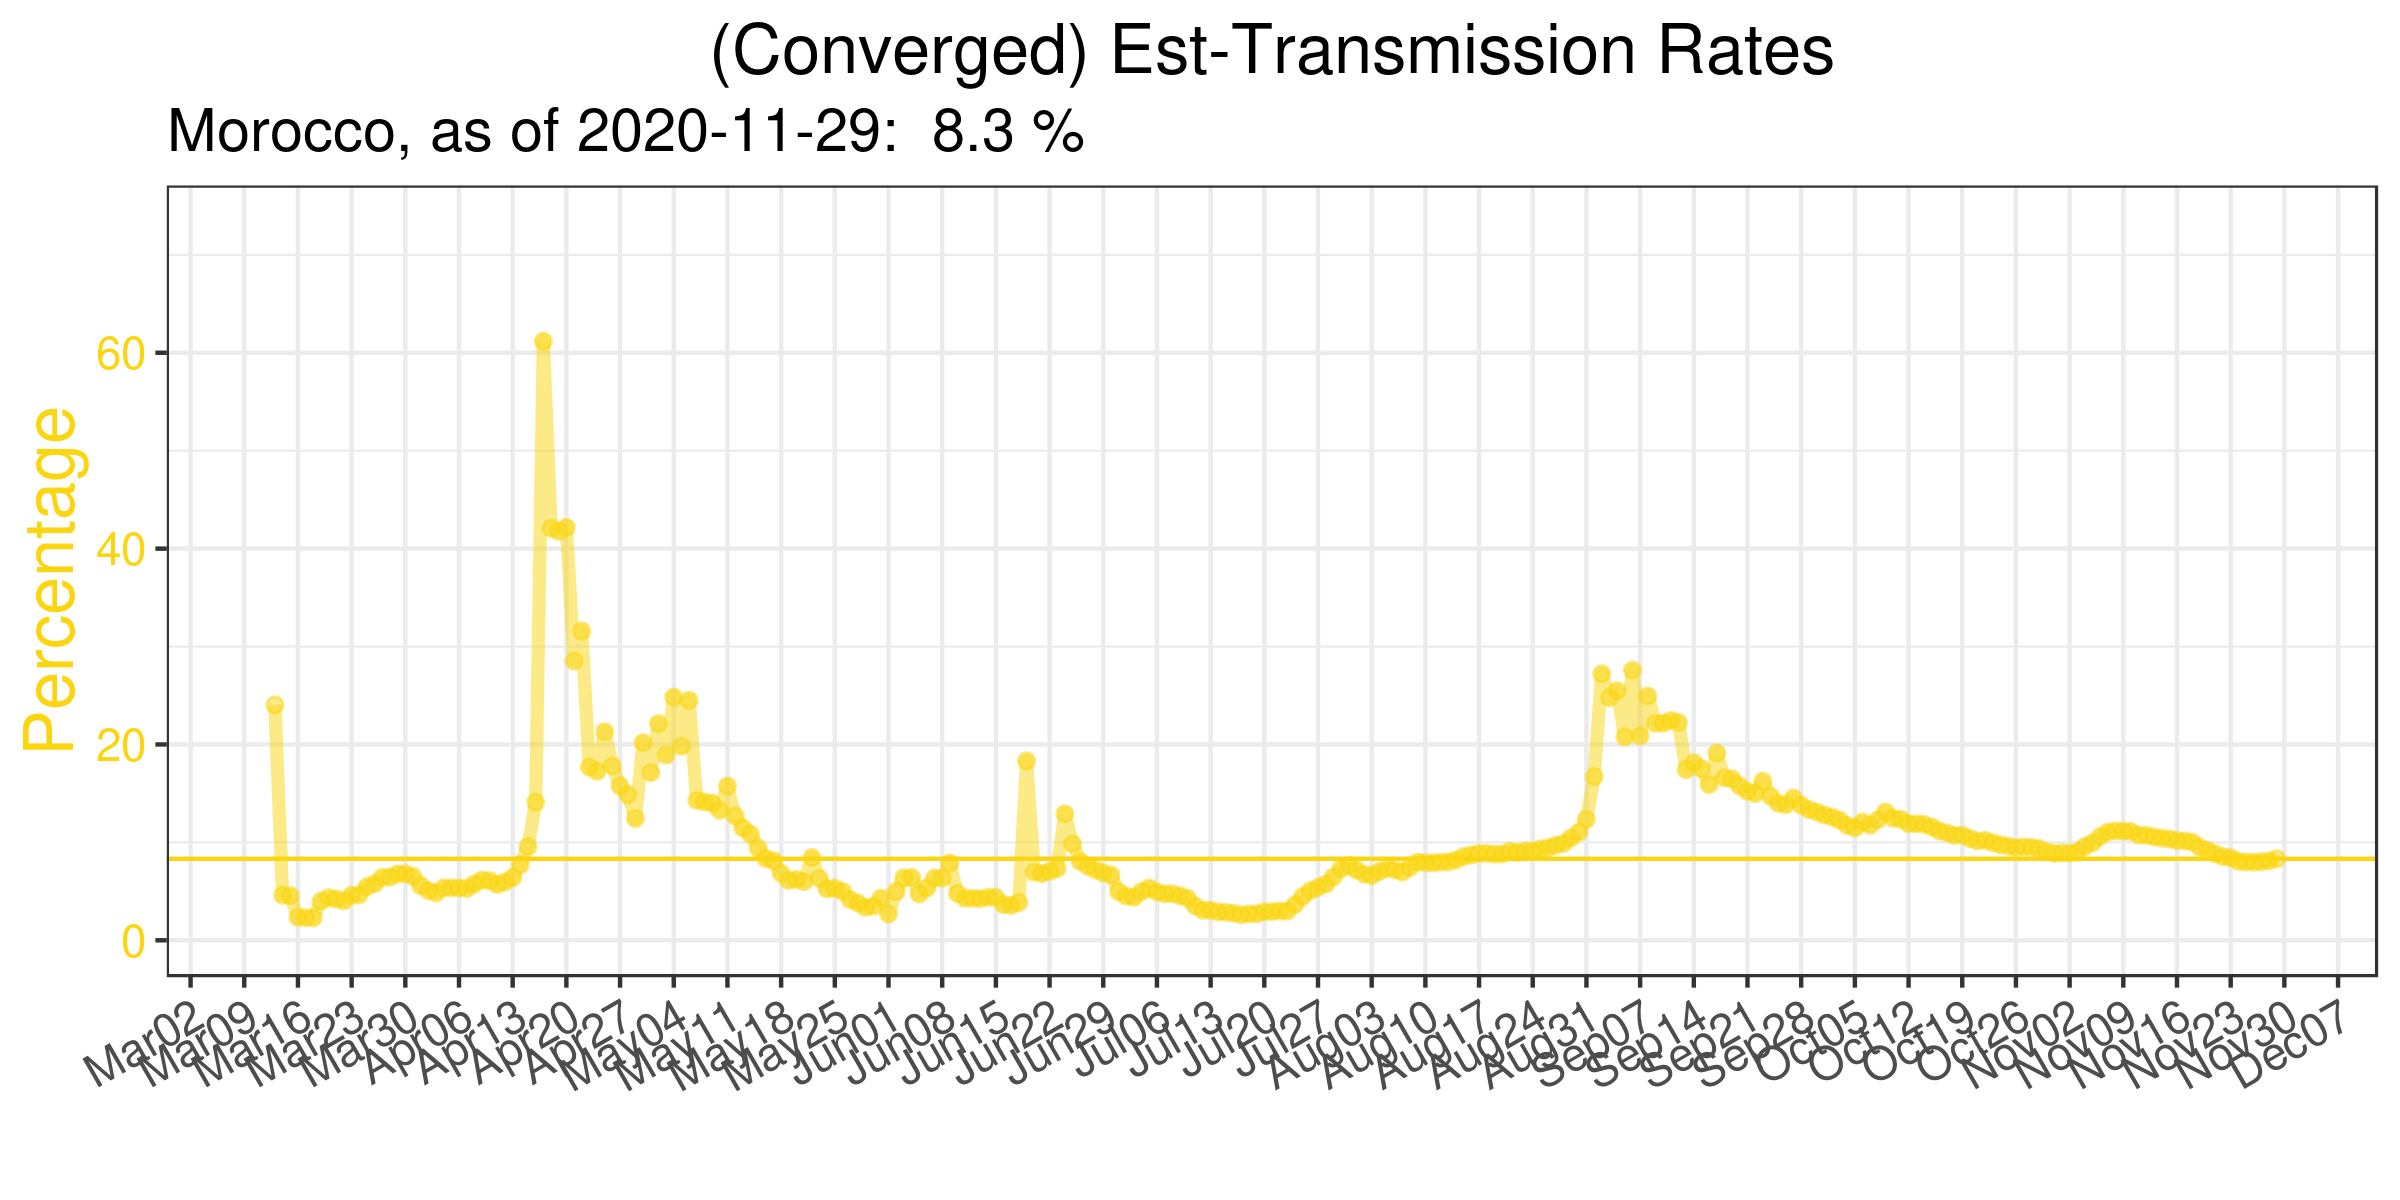 (Converged) Est-Transmission Rates
Morocco, as of 2020-11-29:  8.3 %
Percentage
60
40
20
0
Mar02
Mar09
Mar16
Mar23
Mar30
Apr06
Apr13
Apr20
Apr27
May04
May11
May18
May25
Jun01
Jun08
Jun15
Jun22
Jun29
Jul06
Jul13
Jul20
Jul27
Aug03
Aug10
Aug17
Aug24
Aug31
Sep07
Sep14
Sep21
Sep28
Oct05
Oct12
Oct19
Oct26
Nov02
Nov09
Nov16
Nov23
Nov30
Dec07